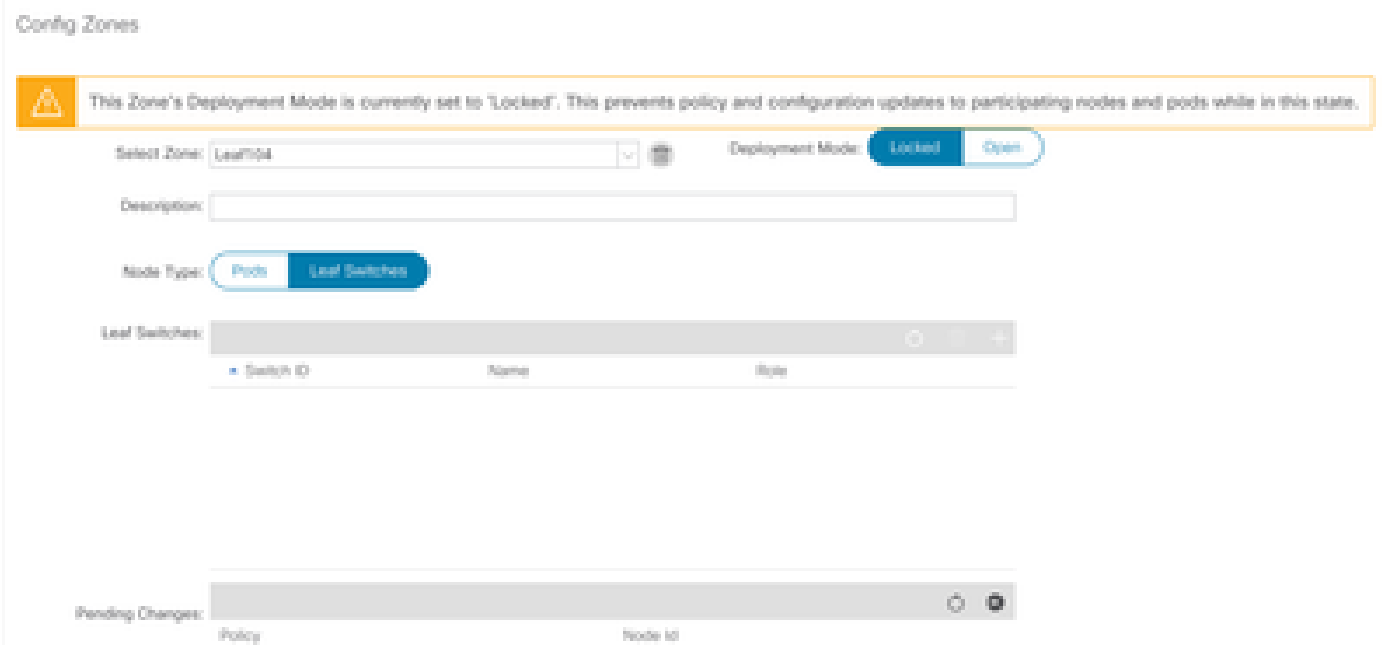 Config Zones
This Zone's Deployment Mode is currently set to 'Locked'. This prevents policy and configuration updates to participating nodes and pods while in this state.
Select Zone: Leaf104 Deployment Mode: Locked Open
Description:
Node Type: Pods Leaf Switches
Leaf Switches:
Switch ID Name Role
Pending Changes:
Policy Node Id